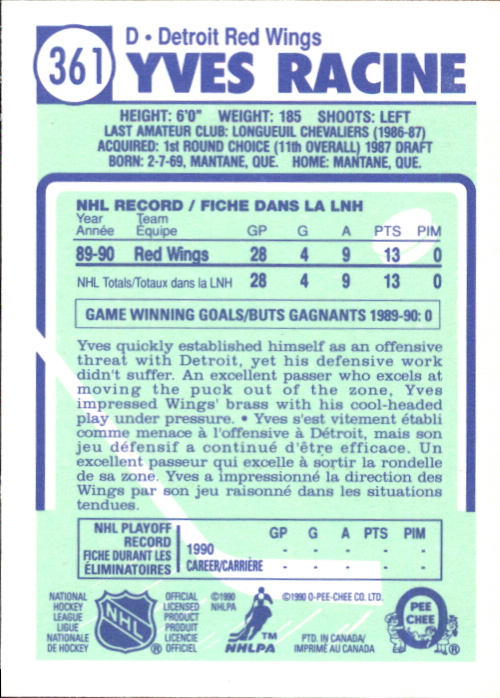 361
D • Detroit Red Wings
YVES RACINE
HEIGHT: 6'0" WEIGHT: 185 SHOOTS: LEFT
LAST AMATEUR CLUB: LONGUEUIL CHEVALIERS (1986-87)
ACQUIRED: 1st ROUND CHOICE (11th OVERALL) 1987 DRAFT
BORN: 2-7-69, MANTANE, QUE. HOME: MANTANE, QUE.
NHL RECORD / FICHE DANS LA LNH
Year Team
Année Équipe GP G A PTS PIM
89-90 Red Wings 28 4 9 13 0
NHL Totals/Totaux dans la LNH 28 4 9 13 0
GAME WINNING GOALS/BUTS GAGNANTS 1989-90: 0
Yves quickly established himself as an offensive
threat with Detroit, yet his defensive work
didn't suffer. An excellent passer who excels at
moving the puck out of the zone, Yves
impressed Wings' brass with his cool-headed
play under pressure. • Yves s'est vitement établi
comme menace à l'offensive à Détroit, mais son
jeu défensif a continué d'être efficace. Un
excellent passeur qui excelle à sortir la rondelle
de sa zone. Yves a impressionné la direction des
Wings par son jeu raisonné dans les situations
tendues.
NHL PLAYOFF
RECORD
FICHE DURANT LES
ÉLIMINATOIRES
GP G A PTS PIM
1990 - - - - -
CAREER/CARRIÈRE - - - - -
NATIONAL
HOCKEY
LEAGUE
LIGUE
NATIONALE
DE HOCKEY
NHL
®
OFFICIAL
LICENSED
PRODUCT
PRODUIT
LICENCIE
OFFICIEL
©1990
NHLPA
TM
NHLPA
©1990 O-PEE-CHEE CO. LTD.
PTD. IN CANADA/
IMPRIMÉ AU CANADA
O
PEE
CHEE
®